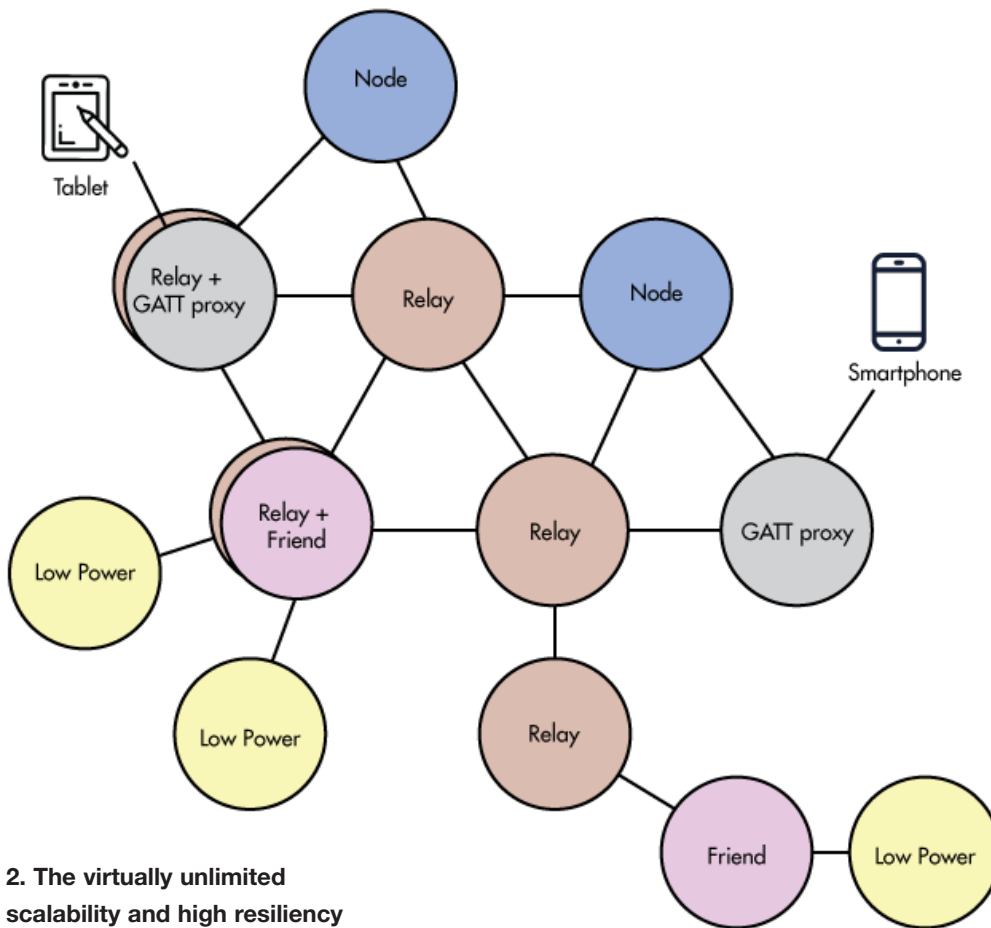 Node
Tablet
Relay +
GATT proxy
Relay
Node
Smartphone
Relay +
Friend
Relay
GATT proxy
Low Power
Low Power
Relay
Friend
Low Power
2. The virtually unlimited
scalability and high resiliency